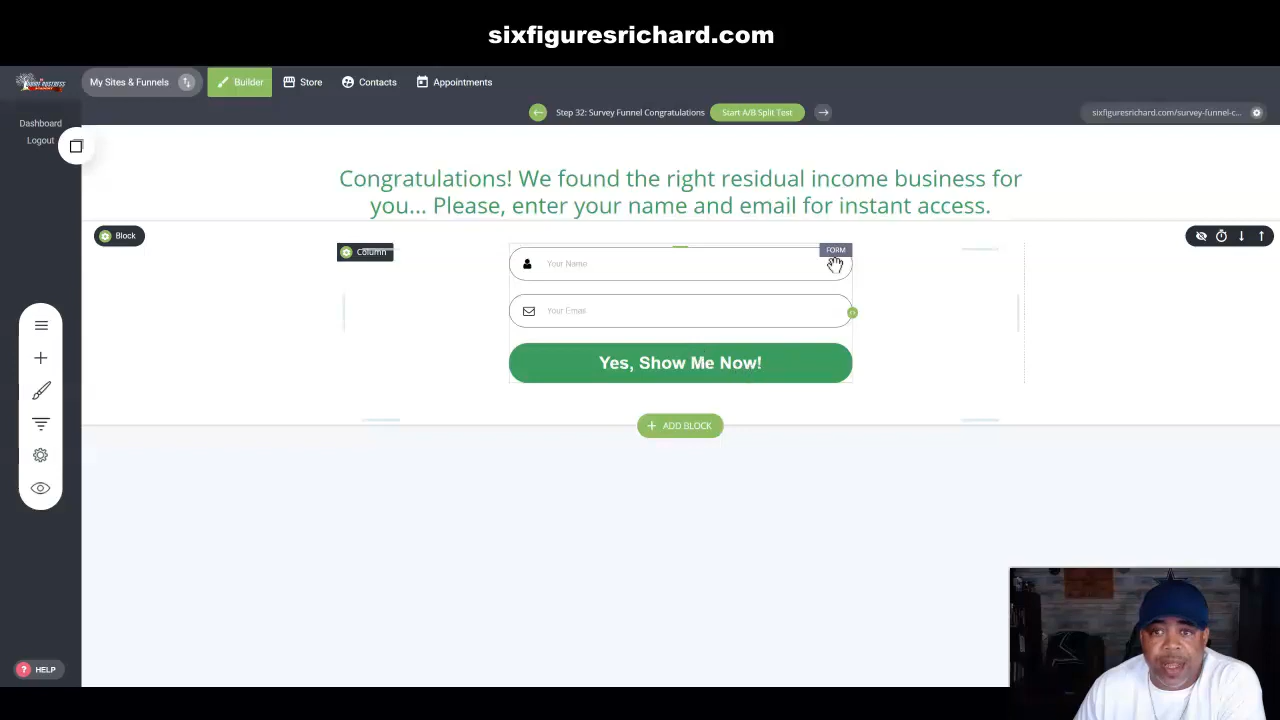 sixfiguresrichard.com
My Sites & Funnels
Builder
Store
Contacts
Appointments
Dashboard
Logout
Step 32: Survey Funnel Congratulations
Start A/B Split Test
sixfiguresrichard.com/survey-funnel-c...
Congratulations! We found the right residual income business for
you... Please, enter your name and email for instant access.
Block
Column
FORM
Your Name
Your Email
Yes, Show Me Now!
+ ADD BLOCK
? HELP